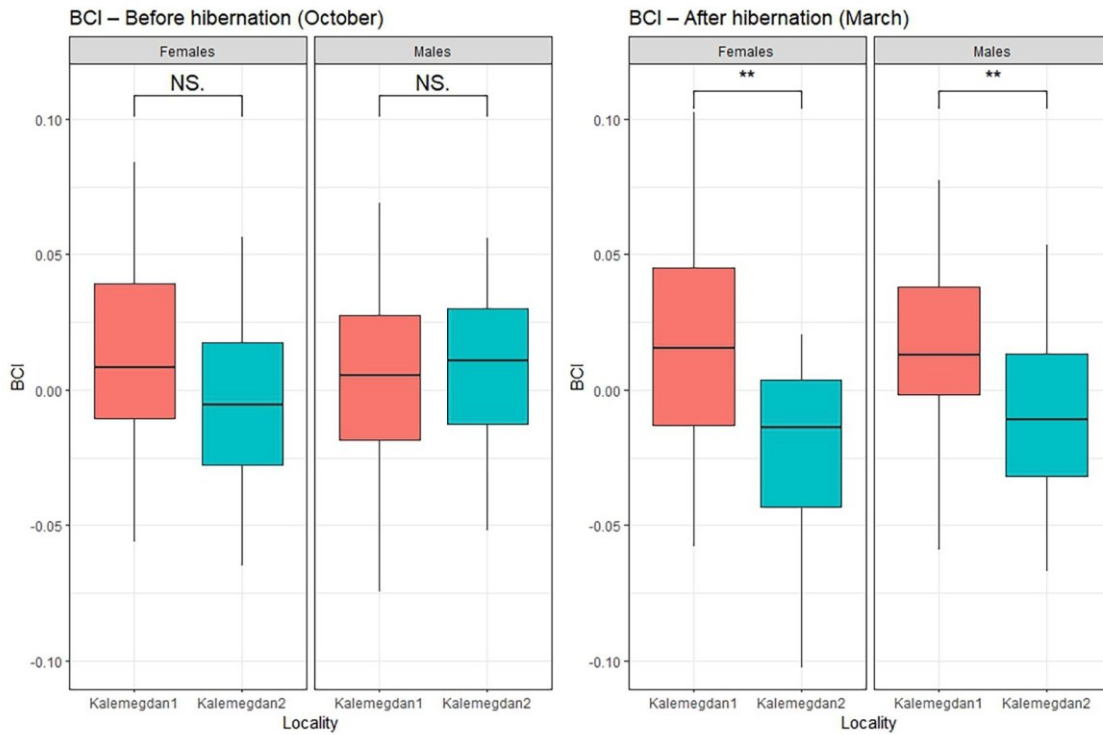 BCI – Before hibernation (October)
Females
Males
NS.
NS.
0.10
0.05
0.00
-0.05
-0.10
BCI
Kalemegdan1
Kalemegdan2
Kalemegdan1
Kalemegdan2
Locality
BCI – After hibernation (March)
Females
Males
**
**
0.10
0.05
0.00
-0.05
-0.10
BCI
Kalemegdan1
Kalemegdan2
Kalemegdan1
Kalemegdan2
Locality